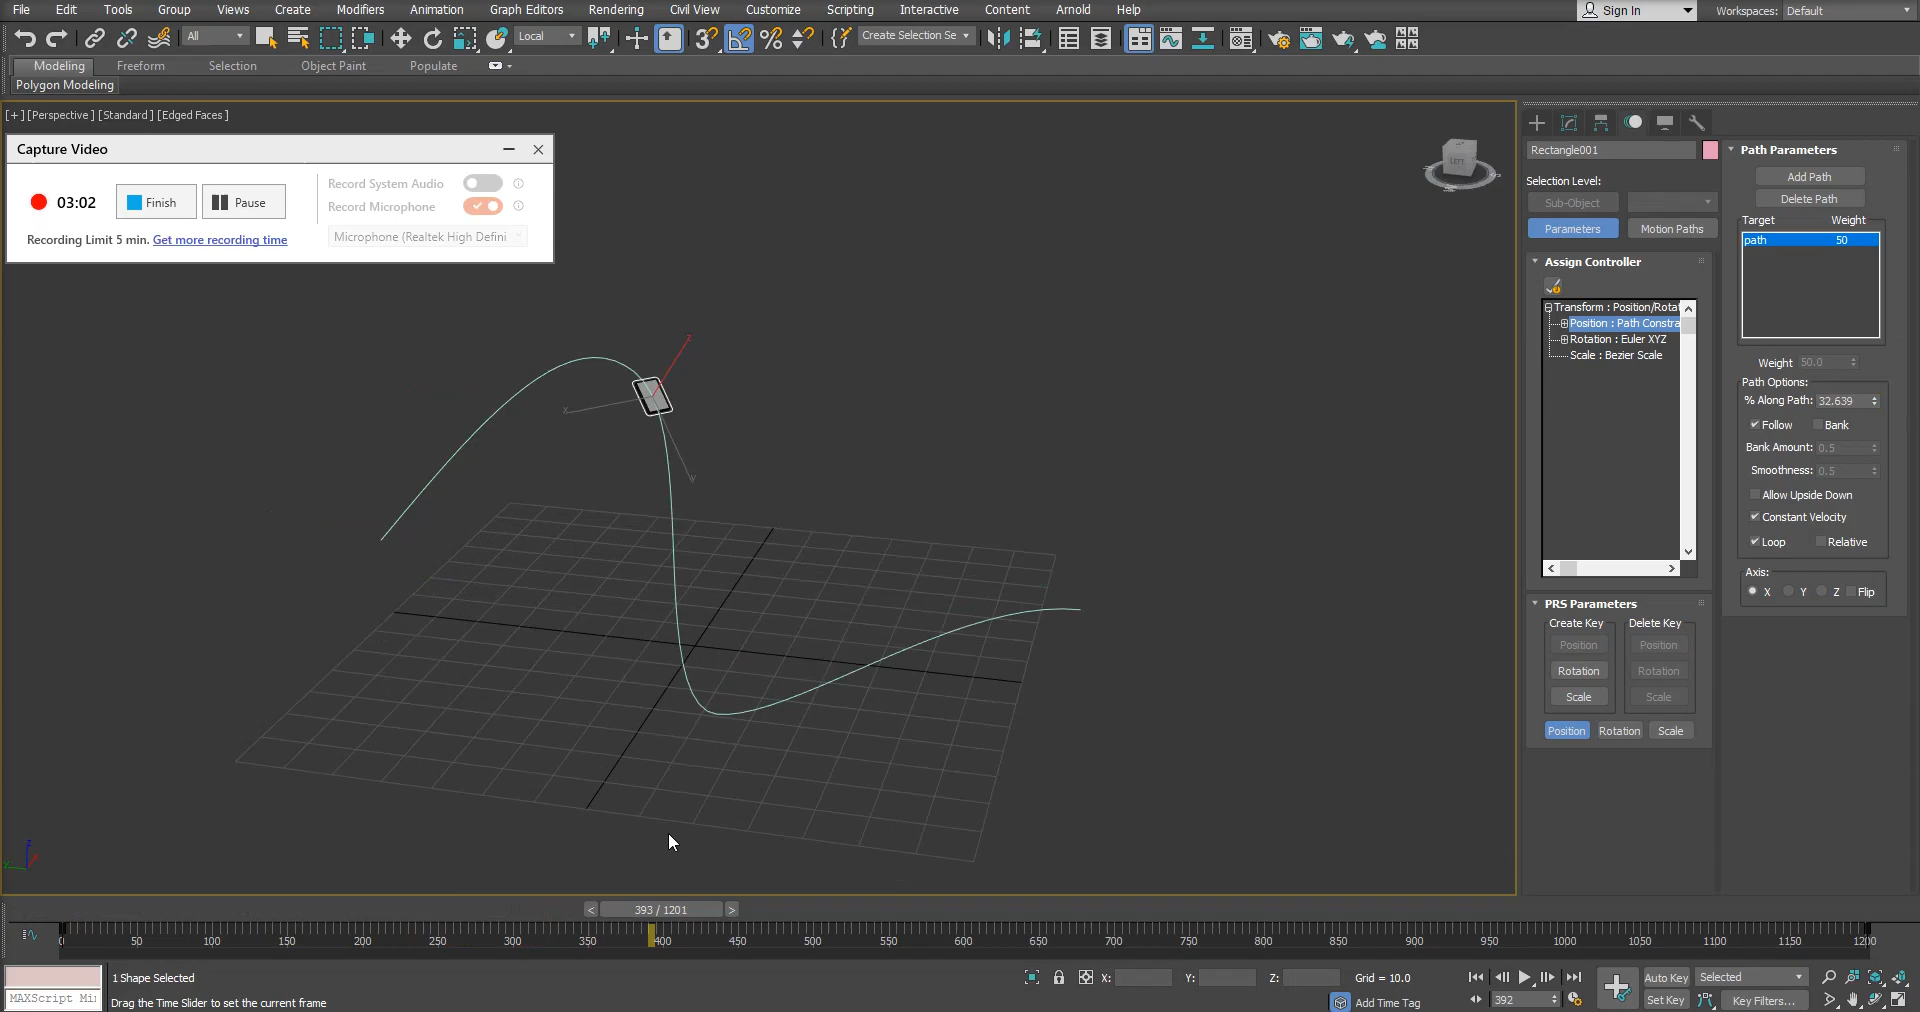 File Edit Tools Group Views Create Modifiers Animation Graph Editors Rendering Civil View Customize Scripting Interactive Content Arnold Help Sign In Workspaces: Default
All Local 3 Create Selection Se
Modeling Freeform Selection Object Paint Populate
Polygon Modeling
[+] [Perspective] [Standard] [Edged Faces]
Capture Video
03:02 Finish Pause
Record System Audio
Record Microphone
Recording Limit 5 min. Get more recording time
Microphone (Realtek High Defini
LEFT
z
x
y
z
Rectangle001
Selection Level:
Sub-Object
Parameters Motion Paths
Assign Controller
Transform : Position/Rotat
Position : Path Constra
Rotation : Euler XYZ
Scale : Bezier Scale
PRS Parameters
Create Key Delete Key
Position Position
Rotation Rotation
Scale Scale
Position Rotation Scale
Path Parameters
Add Path
Delete Path
Target Weight
path 50
Weight 50.0
Path Options:
% Along Path: 32.639
Follow Bank
Bank Amount: 0.5
Smoothness: 0.5
Allow Upside Down
Constant Velocity
Loop Relative
Axis:
X Y Z Flip
< 393 / 1201 >
0 50 100 150 200 250 300 350 400 450 500 550 600 650 700 750 800 850 900 950 1000 1050 1100 1150 1200
1 Shape Selected X: Y: Z: Grid = 10.0 Auto Key Selected
MAXScript Mi Drag the Time Slider to set the current frame Add Time Tag 392 Set Key Key Filters...